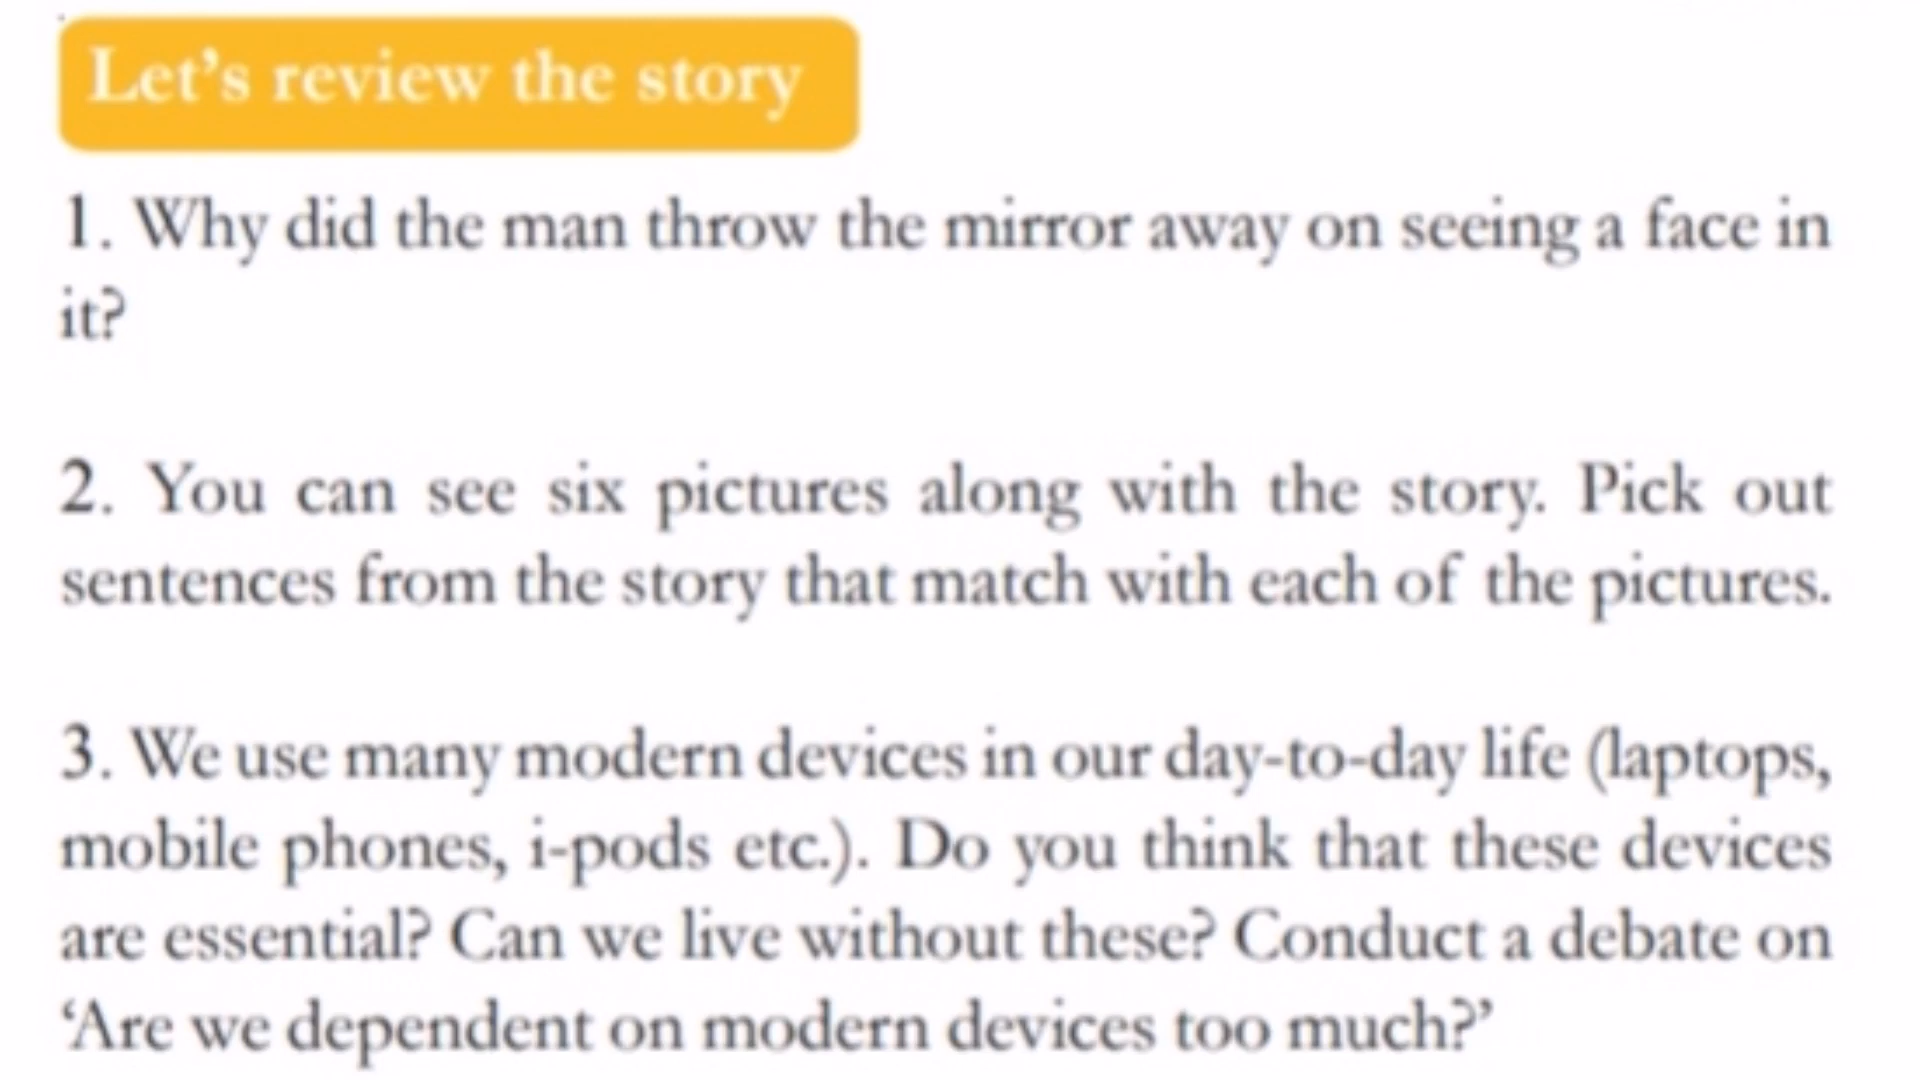 Let's review the story
1. Why did the man throw the mirror away on seeing a face in
it?
2. You can see six pictures along with the story. Pick out
sentences from the story that match with each of the pictures.
3. We use many modern devices in our day-to-day life (laptops,
mobile phones, i-pods etc.). Do you think that these devices
are essential? Can we live without these? Conduct a debate on
‘Are we dependent on modern devices too much?’